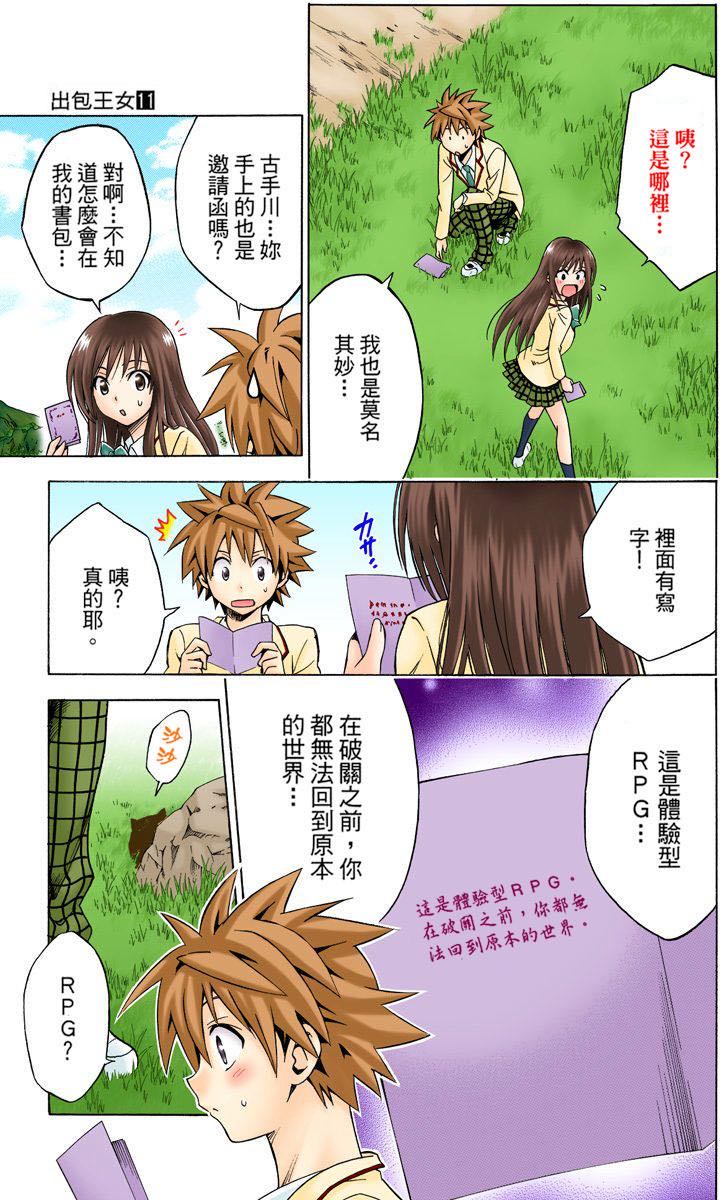 出包王女11
咦？
這是哪裡…
我也是莫名
其妙…
古手川…妳
手上的也是
邀請函嗎？
對啊…不知
道怎麼會在
我的書包…
裡面有寫
字！
カサ
咦？
真的耶。
這是體驗型
ＲＰＧ…
在破關之前，你
都無法回到原本
的世界…
這是體驗型ＲＰＧ。
在破關之前，你都無
法回到原本的世界。
沙沙
ＲＰＧ？